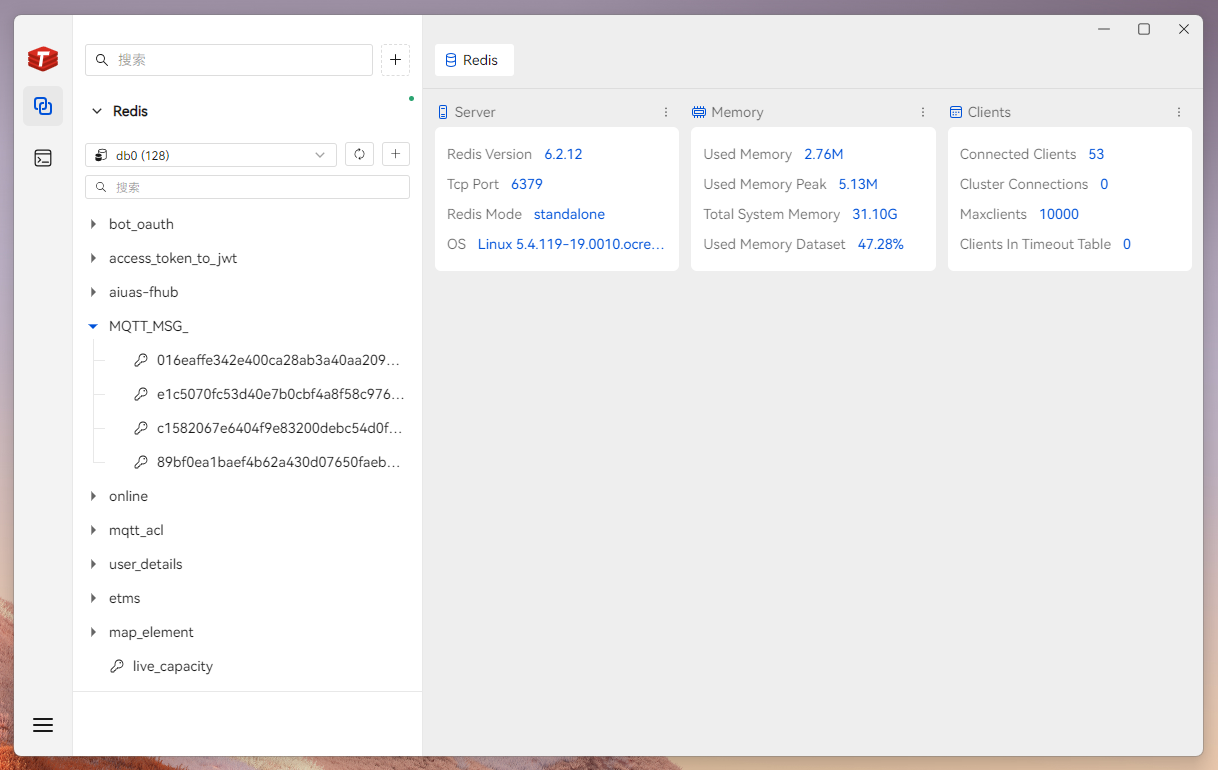 T
搜索
Redis
db0 (128)
搜索
bot_oauth
access_token_to_jwt
aiuas-fhub
MQTT_MSG_
016eaffe342e400ca28ab3a40aa209...
e1c5070fc53d40e7b0cbf4a8f58c976...
c1582067e6404f9e83200debc54d0f...
89bf0ea1baef4b62a430d07650faeb...
online
mqtt_acl
user_details
etms
map_element
live_capacity
Redis
Server
Redis Version 6.2.12
Tcp Port 6379
Redis Mode standalone
OS Linux 5.4.119-19.0010.ocre...
Memory
Used Memory 2.76M
Used Memory Peak 5.13M
Total System Memory 31.10G
Used Memory Dataset 47.28%
Clients
Connected Clients 53
Cluster Connections 0
Maxclients 10000
Clients In Timeout Table 0